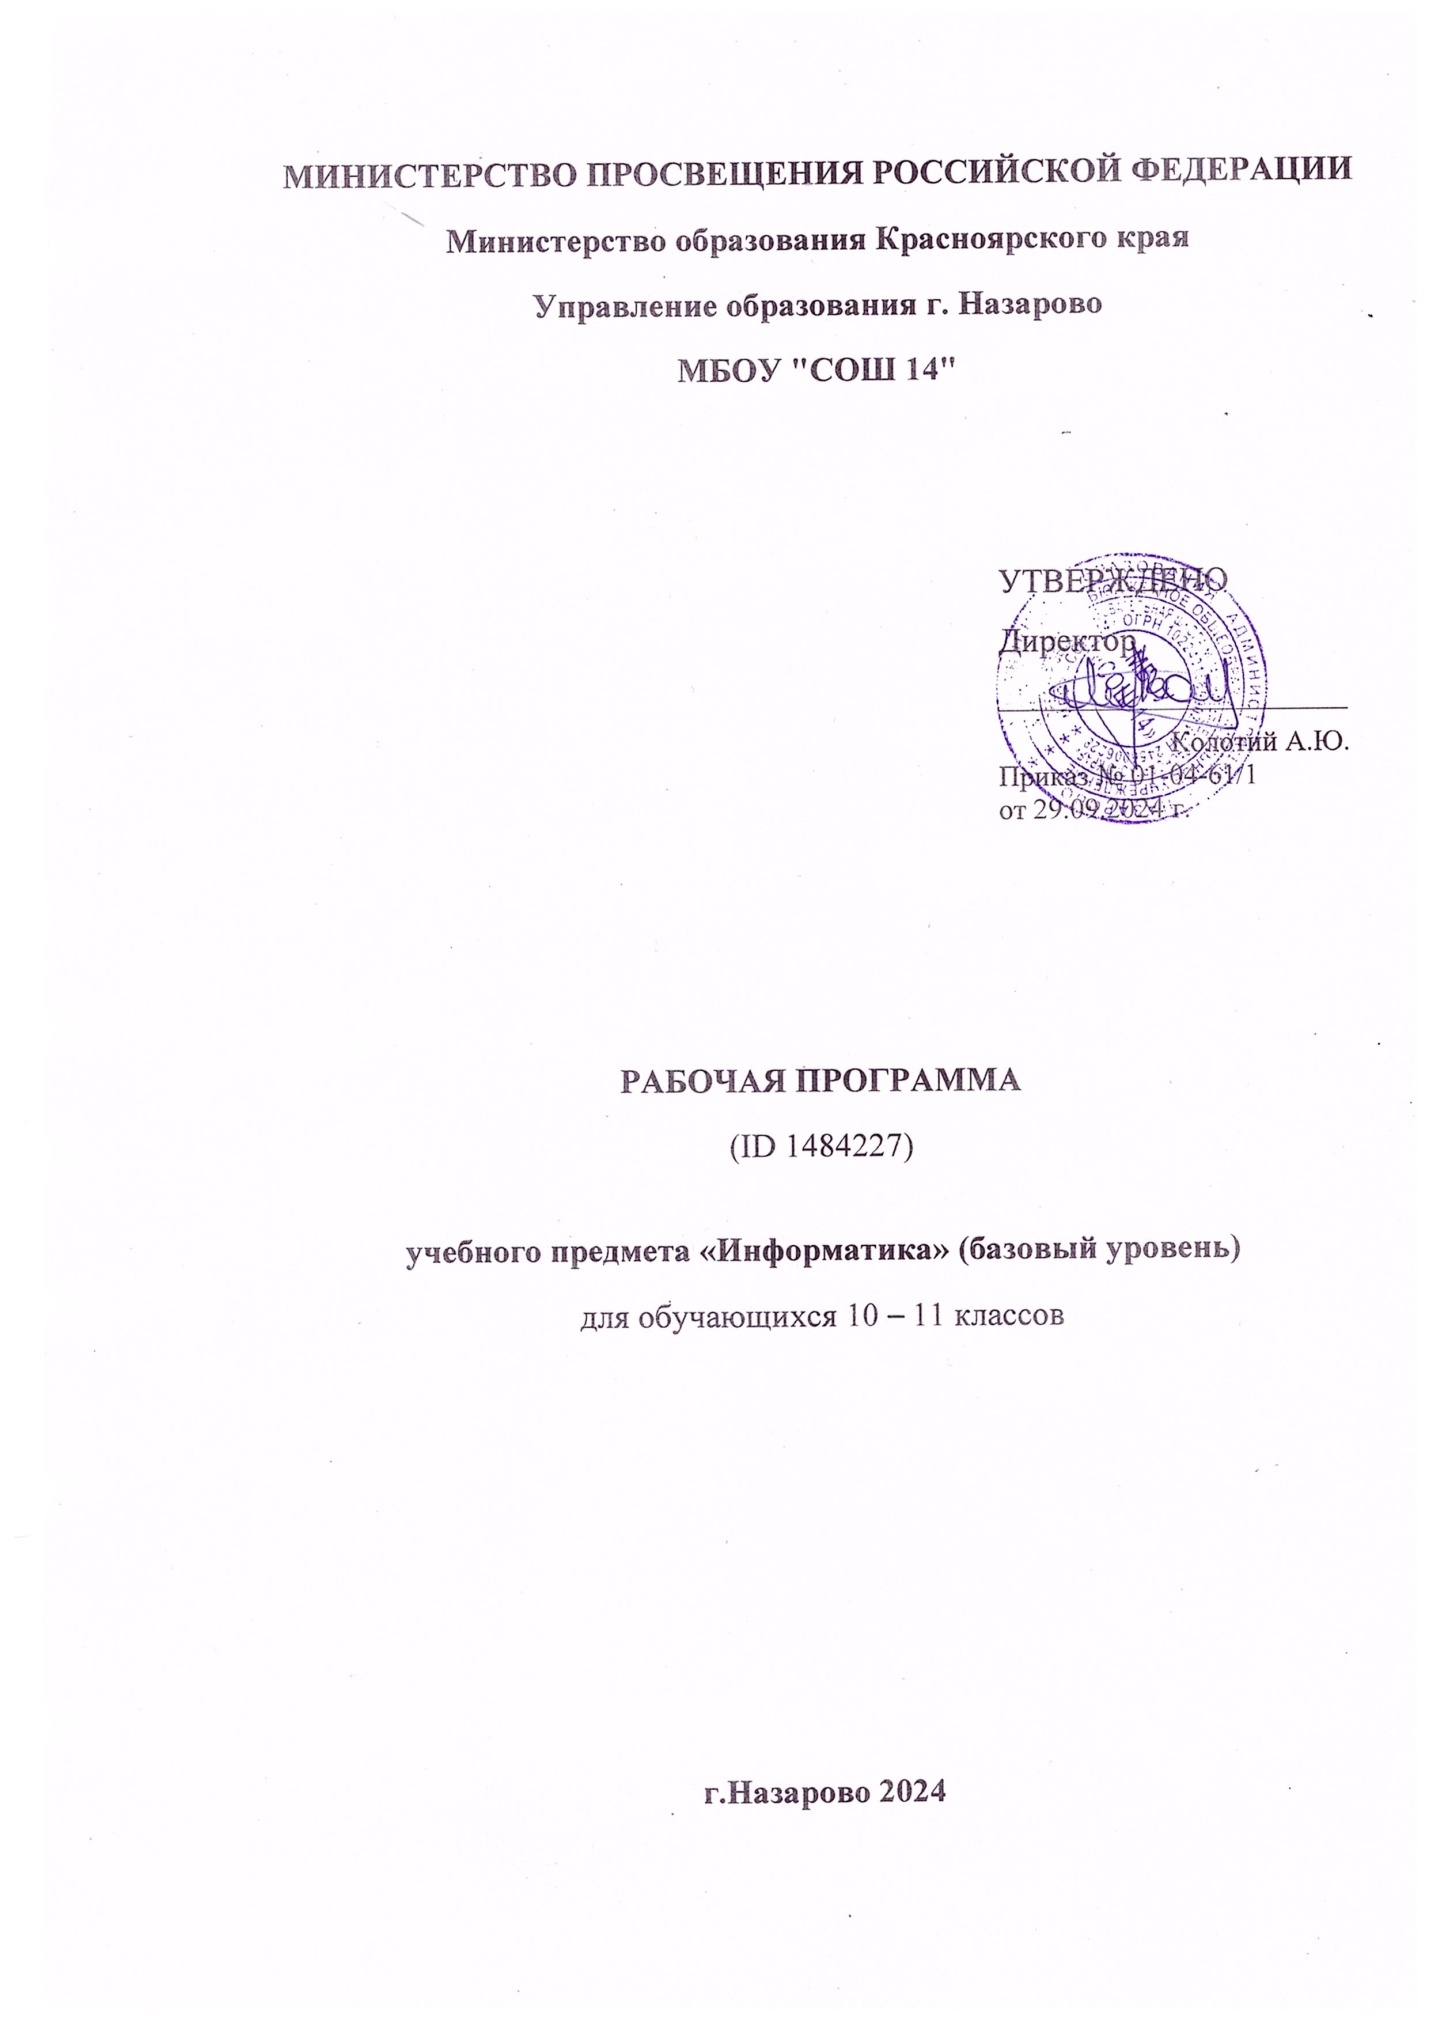 МИНИСТЕРСТВО ПРОСВЕЩЕНИЯ РОССИЙСКОЙ ФЕДЕРАЦИИ
Министерство образования Красноярского края
Управление образования г. Назарово
МБОУ "СОШ 14"
УТВЕРЖДЕНО
Директор
Колотий А.Ю.
Приказ № 01-04-61/1
от 29.09.2024 г.
РАБОЧАЯ ПРОГРАММА
(ID 1484227)
учебного предмета «Информатика» (базовый уровень)
для обучающихся 10 – 11 классов
г.Назарово 2024